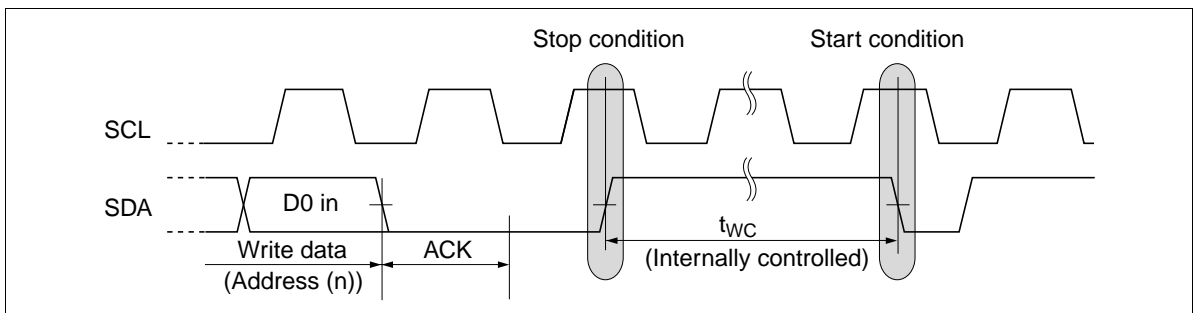 Stop condition
Start condition
SCL
SDA
D0 in
Write data
(Address (n))
ACK
tWC
(Internally controlled)